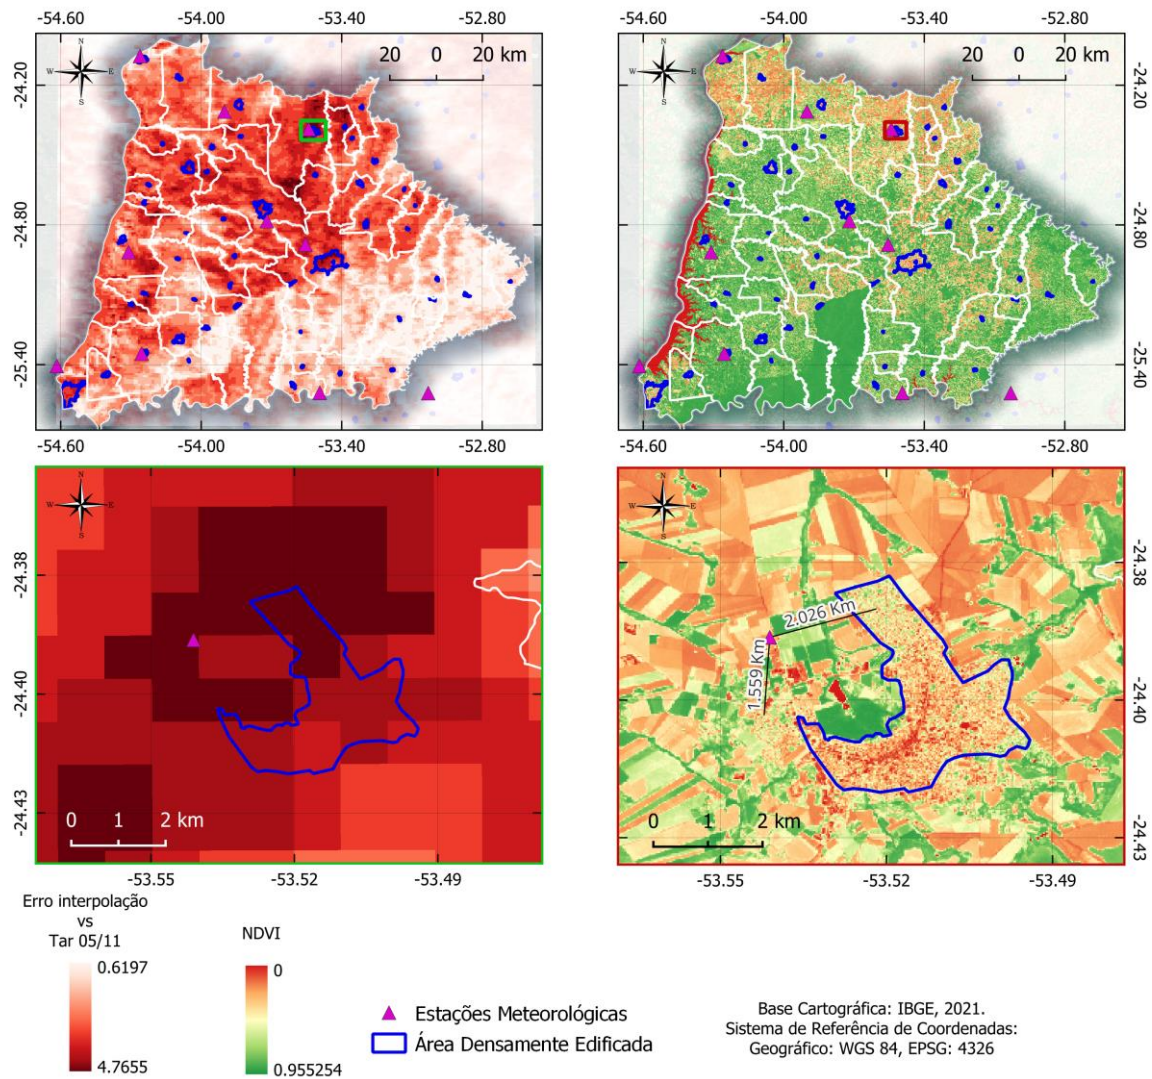 -54.60 -54.00 -53.40 -52.80
-54.60 -54.00 -53.40 -52.80
N
W E
S
20 0 20 km
-24.20
-24.80
-25.40
N
W E
S
20 0 20 km
-24.20
-24.80
-25.40
-54.60 -54.00 -53.40 -52.80
-54.60 -54.00 -53.40 -52.80
N
W E
S
-24.38
-24.40
-24.43
0 1 2 km
-53.55 -53.52 -53.49
N
W E
S
2.026 Km
1.559 Km
-24.38
-24.40
-24.43
0 1 2 km
-53.55 -53.52 -53.49
Erro interpolação
vs
Tar 05/11
0.6197
4.7655
NDVI
0
0.955254
Estações Meteorológicas
Área Densamente Edificada
Base Cartográfica: IBGE, 2021.
Sistema de Referência de Coordenadas:
Geográfico: WGS 84, EPSG: 4326